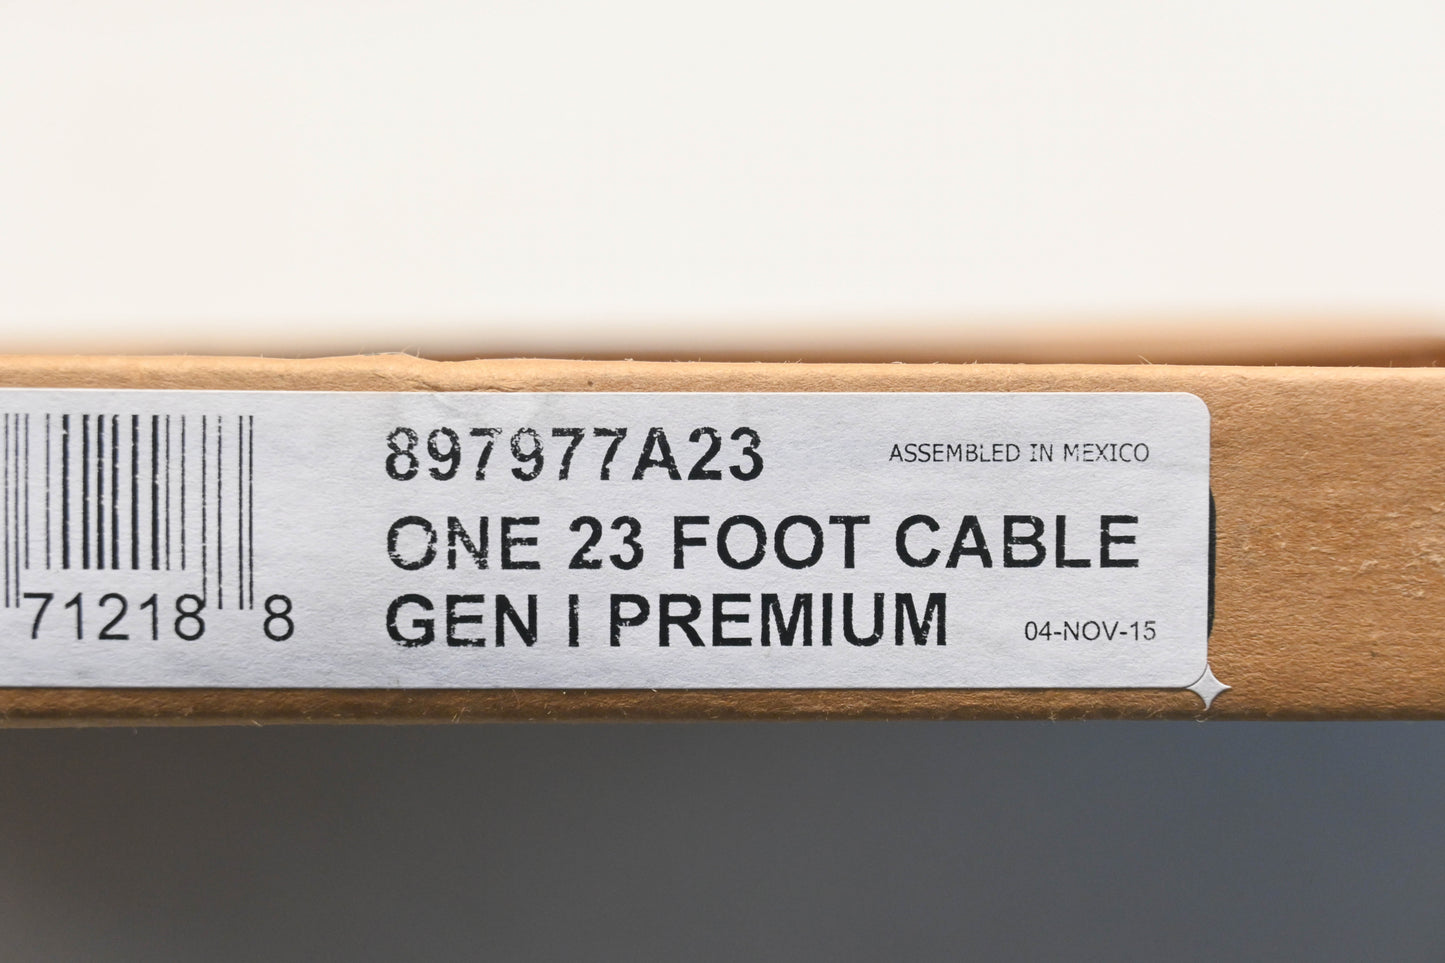 897977A23
ASSEMBLED IN MEXICO
ONE 23 FOOT CABLE
GEN I PREMIUM
04-NOV-15
71218 8